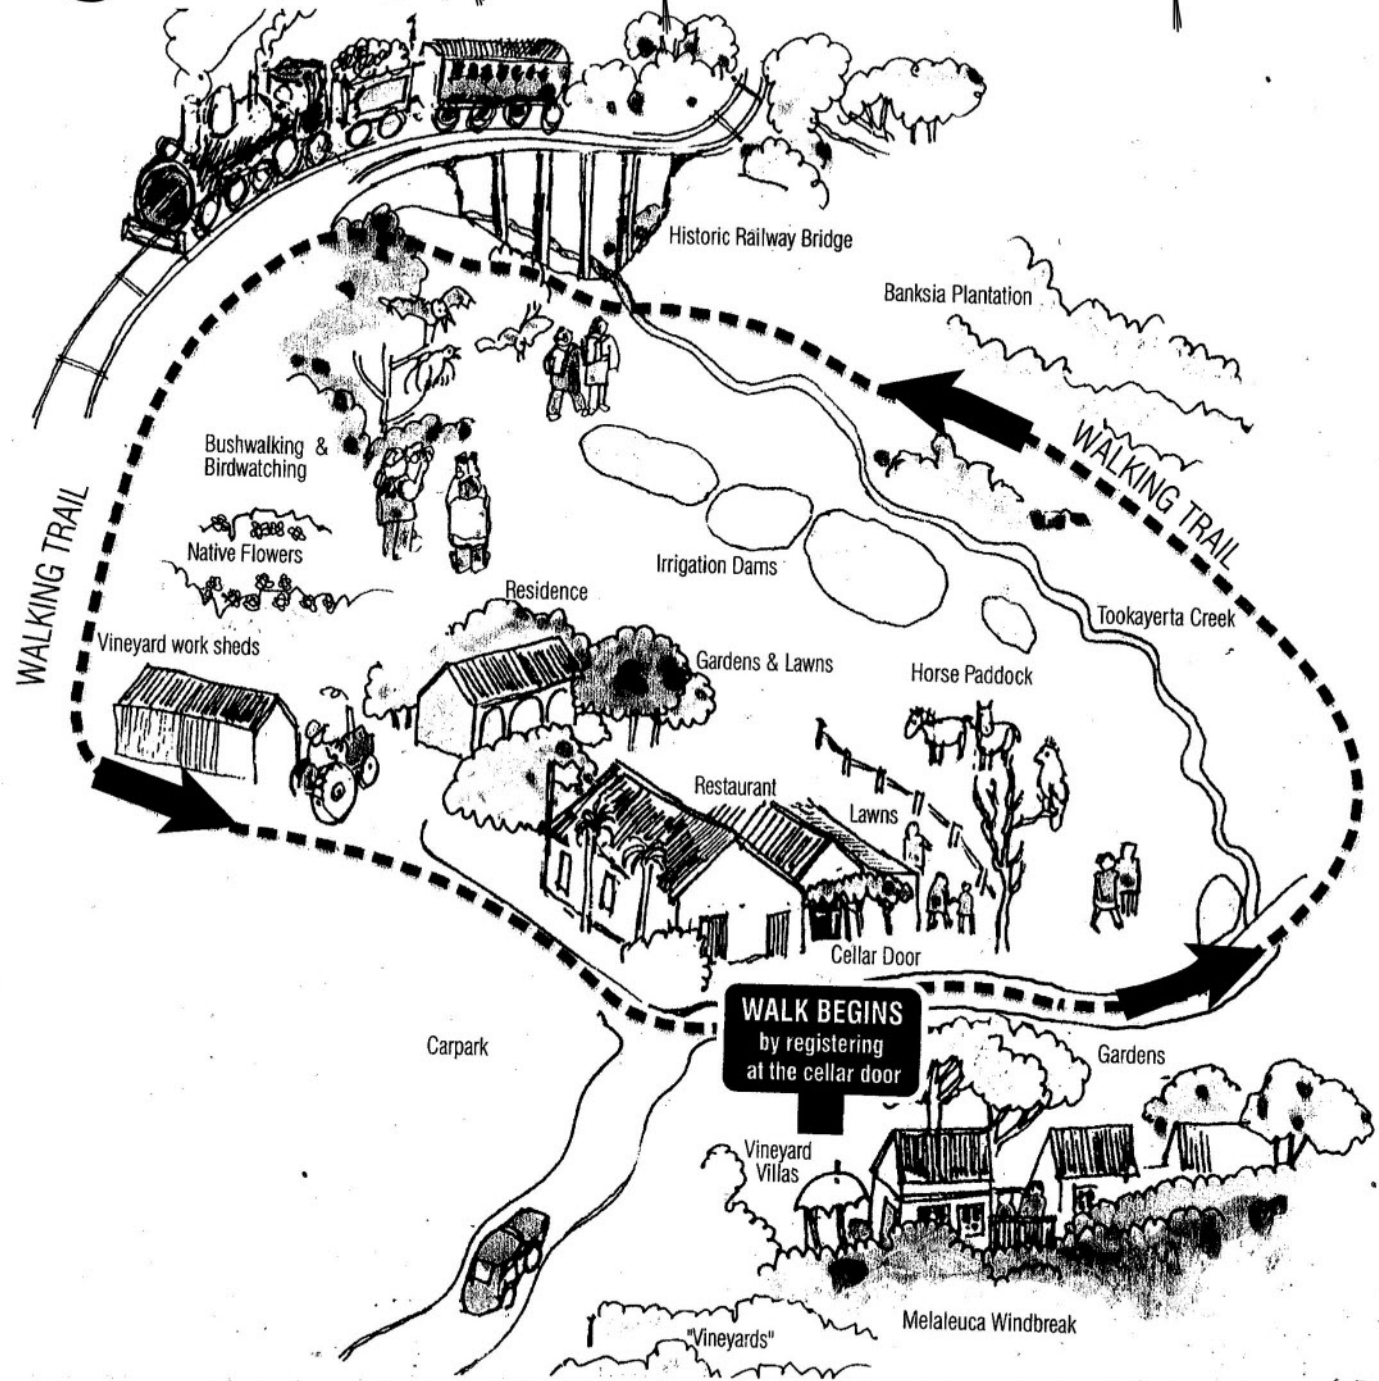 Historic Railway Bridge
Banksia Plantation
WALKING TRAIL
Bushwalking &
Birdwatching
WALKING TRAIL
Native Flowers
Irrigation Dams
Residence
Tookayerta Creek
Vineyard work sheds
Gardens & Lawns
Horse Paddock
Restaurant
Lawns
Cellar Door
WALK BEGINS
by registering
at the cellar door
Carpark
Gardens
Vineyard
Villas
Melaleuca Windbreak
"Vineyards"